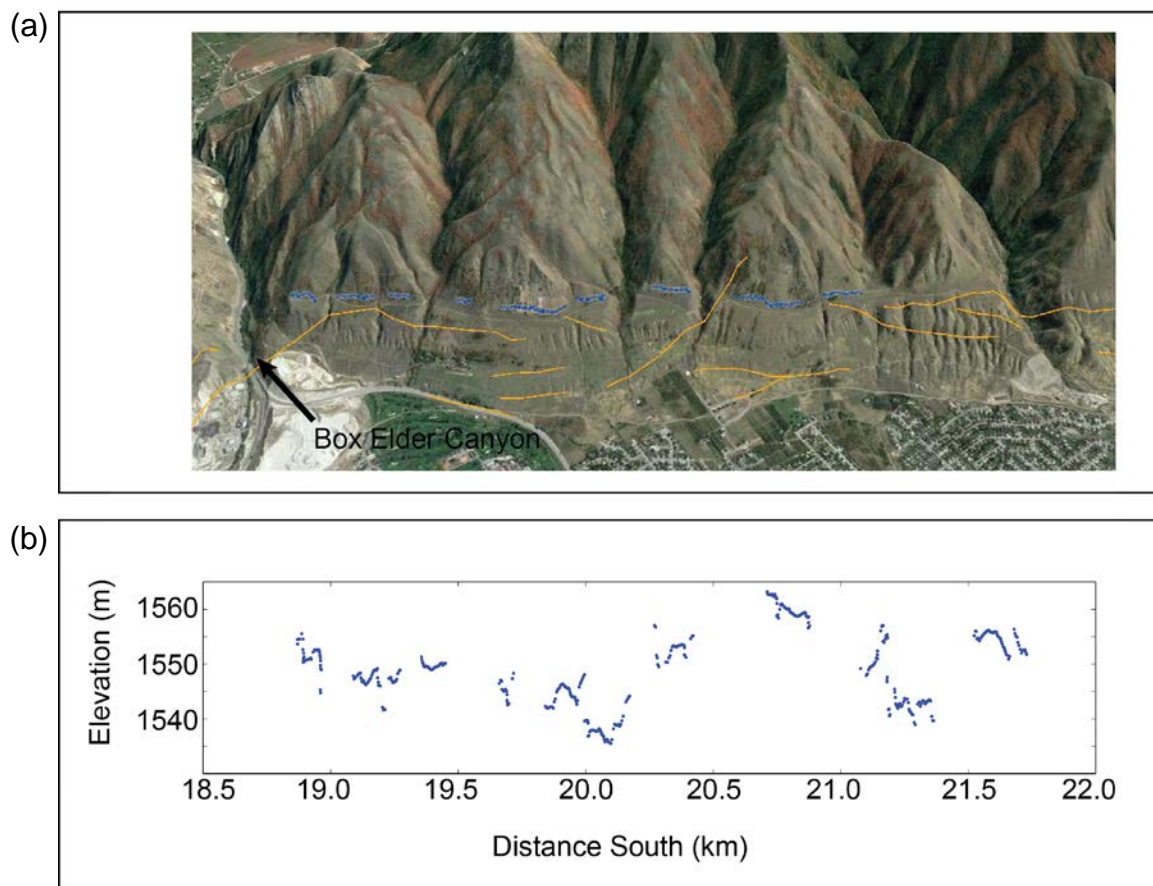 (a)
Box Elder Canyon
(b)
Elevation (m)
1560
1550
1540
18.5 19.0 19.5 20.0 20.5 21.0 21.5 22.0
Distance South (km)